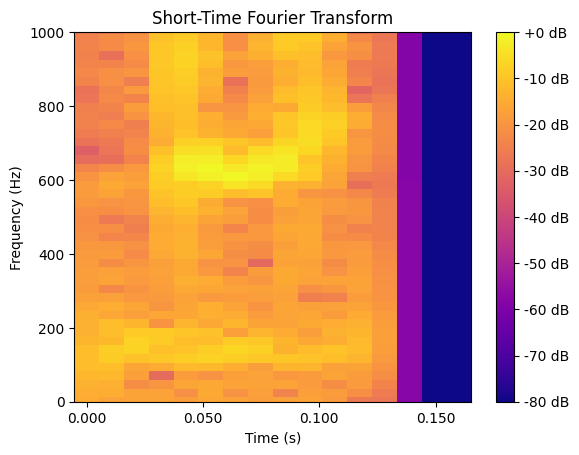 Short-Time Fourier Transform
1000
800
600
400
200
0
Frequency (Hz)
0.000
0.050
0.100
0.150
Time (s)
+0 dB
-10 dB
-20 dB
-30 dB
-40 dB
-50 dB
-60 dB
-70 dB
-80 dB